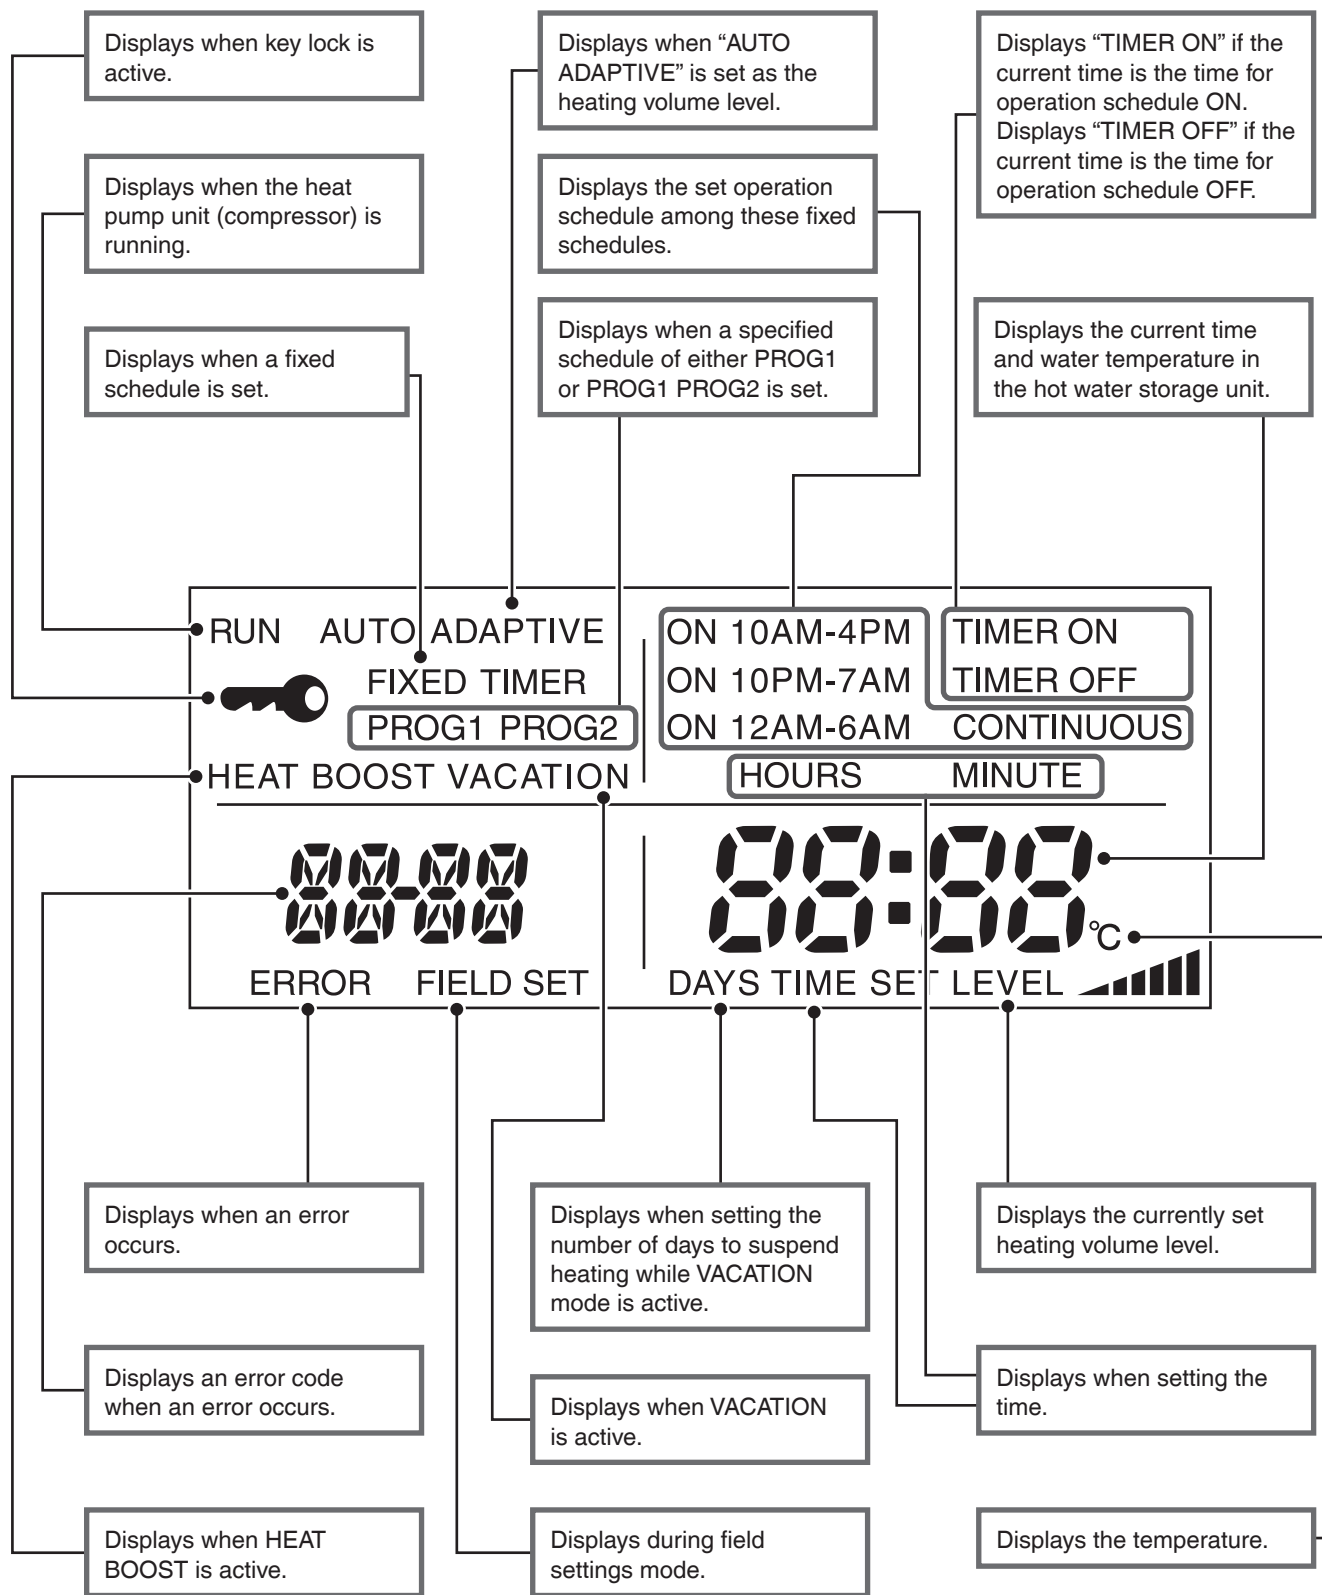 Displays when key lock is
active.
Displays when “AUTO
ADAPTIVE” is set as the
heating volume level.
Displays “TIMER ON” if the
current time is the time for
operation schedule ON.
Displays “TIMER OFF” if the
current time is the time for
operation schedule OFF.
Displays when the heat
pump unit (compressor) is
running.
Displays the set operation
schedule among these fixed
schedules.
Displays when a fixed
schedule is set.
Displays when a specified
schedule of either PROG1
or PROG1 PROG2 is set.
Displays the current time
and water temperature in
the hot water storage unit.
RUN AUTO ADAPTIVE
FIXED TIMER
PROG1 PROG2
HEAT BOOST VACATION
ON 10AM-4PM TIMER ON
ON 10PM-7AM TIMER OFF
ON 12AM-6AM CONTINUOUS
HOURS MINUTE
88-88
88:88
°C
ERROR FIELD SET
DAYS TIME SET LEVEL
Displays when an error
occurs.
Displays when setting the
number of days to suspend
heating while VACATION
mode is active.
Displays the currently set
heating volume level.
Displays an error code
when an error occurs.
Displays when VACATION
is active.
Displays when setting the
time.
Displays when HEAT
BOOST is active.
Displays during field
settings mode.
Displays the temperature.